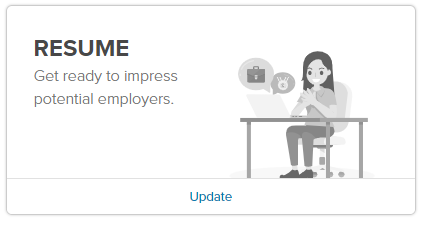 RESUME
Get ready to impress
potential employers.
Update